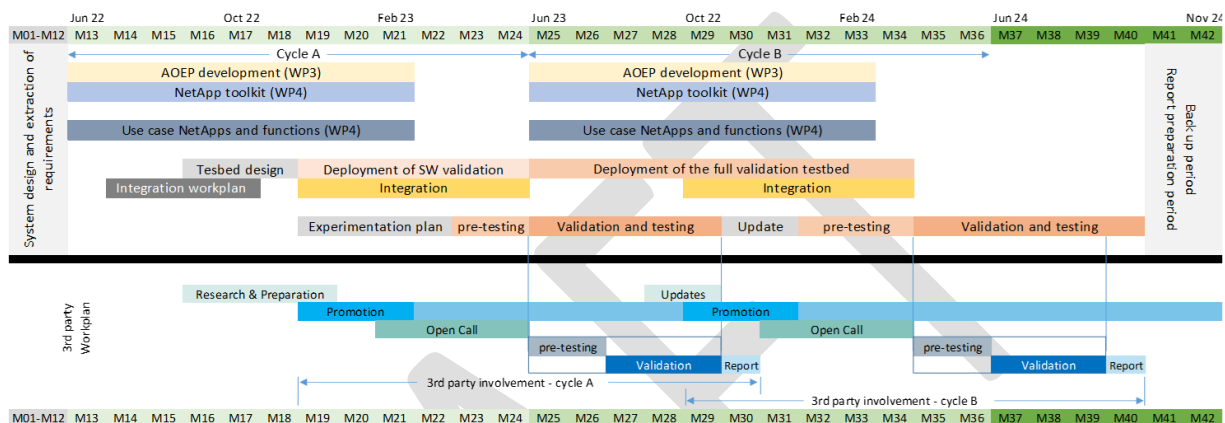 Jun 22 Oct 22 Feb 23 Jun 23 Oct 22 Feb 24 Jun 24 Nov 24
M01-M12 M13 M14 M15 M16 M17 M18 M19 M20 M21 M22 M23 M24 M25 M26 M27 M28 M29 M30 M31 M32 M33 M34 M35 M36 M37 M38 M39 M40 M41 M42
Cycle A Cycle B
System design and extraction of
requirements
AOEP development (WP3) AOEP development (WP3)
NetApp toolkit (WP4) NetApp toolkit (WP4)
Use case NetApps and functions (WP4) Use case NetApps and functions (WP4)
Tesbed design Deployment of SW validation Deployment of the full validation testbed
Integration workplan Integration Integration
Experimentation plan pre-testing Validation and testing Update pre-testing Validation and testing
Back up period
Report preparation period
3rd party
Workplan
Research & Preparation Updates
Promotion Promotion
Open Call Open Call
pre-testing pre-testing
Validation Report Validation Report
3rd party involvement - cycle A
3rd party involvement - cycle B
M01-M12 M13 M14 M15 M16 M17 M18 M19 M20 M21 M22 M23 M24 M25 M26 M27 M28 M29 M30 M31 M32 M33 M34 M35 M36 M37 M38 M39 M40 M41 M42